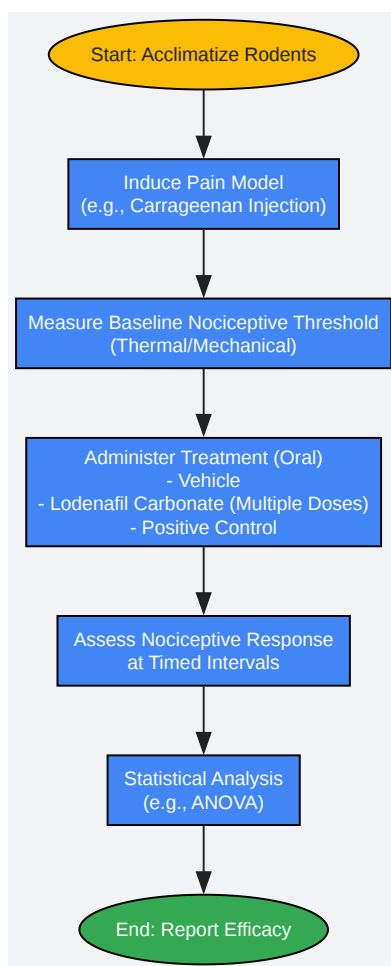 Start: Acclimatize Rodents
Induce Pain Model
(e.g., Carrageenan Injection)
Measure Baseline Nociceptive Threshold
(Thermal/Mechanical)
Administer Treatment (Oral)
- Vehicle
- Lodenafil Carbonate (Multiple Doses)
- Positive Control
Assess Nociceptive Response
at Timed Intervals
Statistical Analysis
(e.g., ANOVA)
End: Report Efficacy